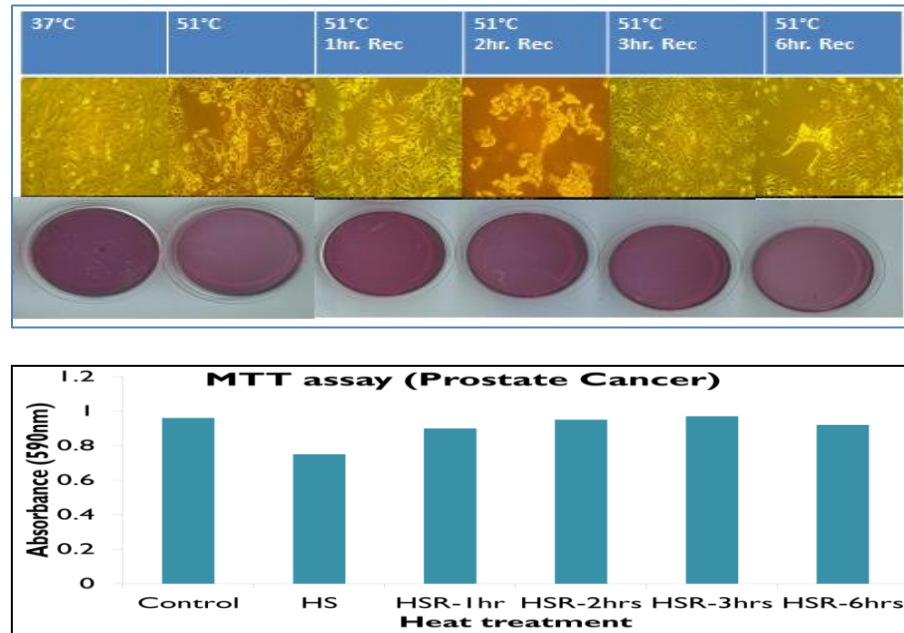 37°C
51°C
51°C
1hr. Rec
51°C
2hr. Rec
51°C
3hr. Rec
51°C
6hr. Rec
MTT assay (Prostate Cancer)
1.2
1
0.8
0.6
0.4
0.2
0
Absorbance (590nm)
Control HS HSR-1hr HSR-2hrs HSR-3hrs HSR-6hrs
Heat treatment